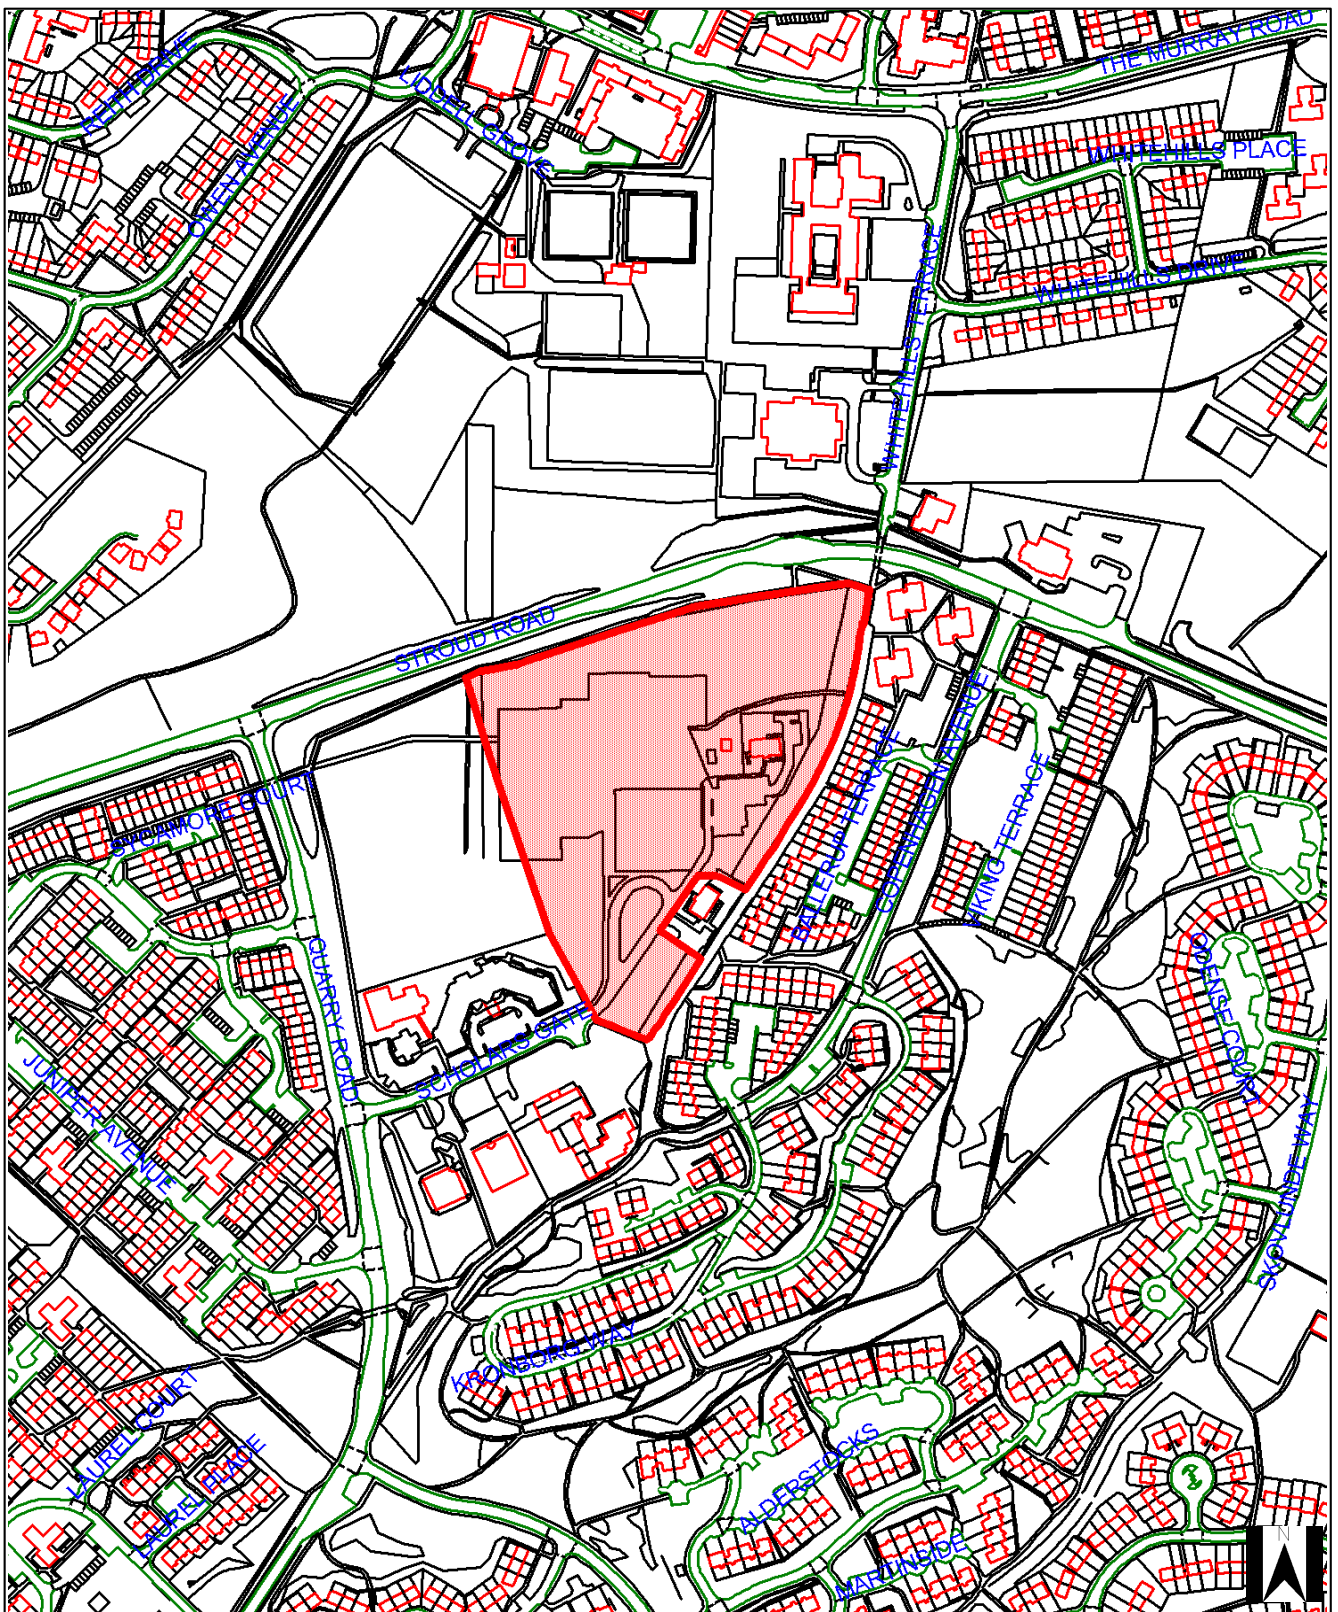 THE MURRAY ROAD
PLATTHORN DRIVE
LIDDELL GROVE
OWEN AVENUE
WHITEHILLS PLACE
WHITEHILLS TERRACE
WHITEHILLS DRIVE
STROUD ROAD
SYCAMORE COURT
BALLERUP TERRACE
COPENHAGEN AVENUE
VIKING TERRACE
ODENSE COURT
QUARRY ROAD
SCHOLARS GATE
JUNIPER AVENUE
SKOVLUNDE WAY
KRONBORG WAY
LAUREL COURT
LAUREL PLACE
ALDERSTOCKS
MARTINSIDE
N